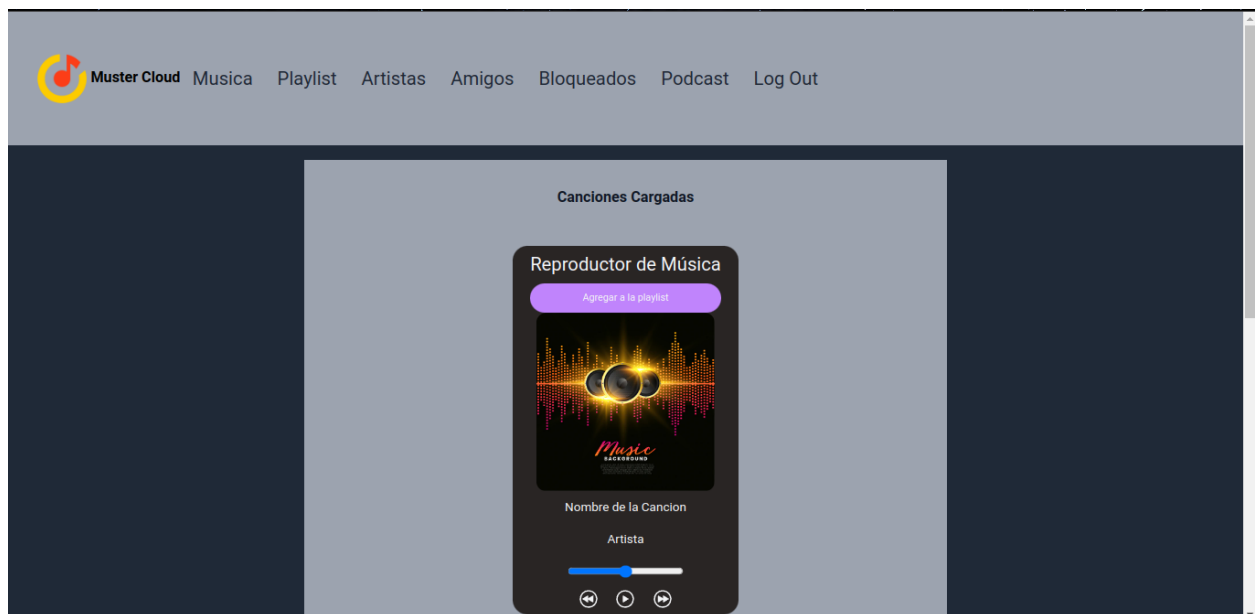 Muster Cloud Musica Playlist Artistas Amigos Bloqueados Podcast Log Out
Canciones Cargadas
Reproductor de Música
Agregar a la playlist
Music
BACKGROUND
Nombre de la Cancion
Artista